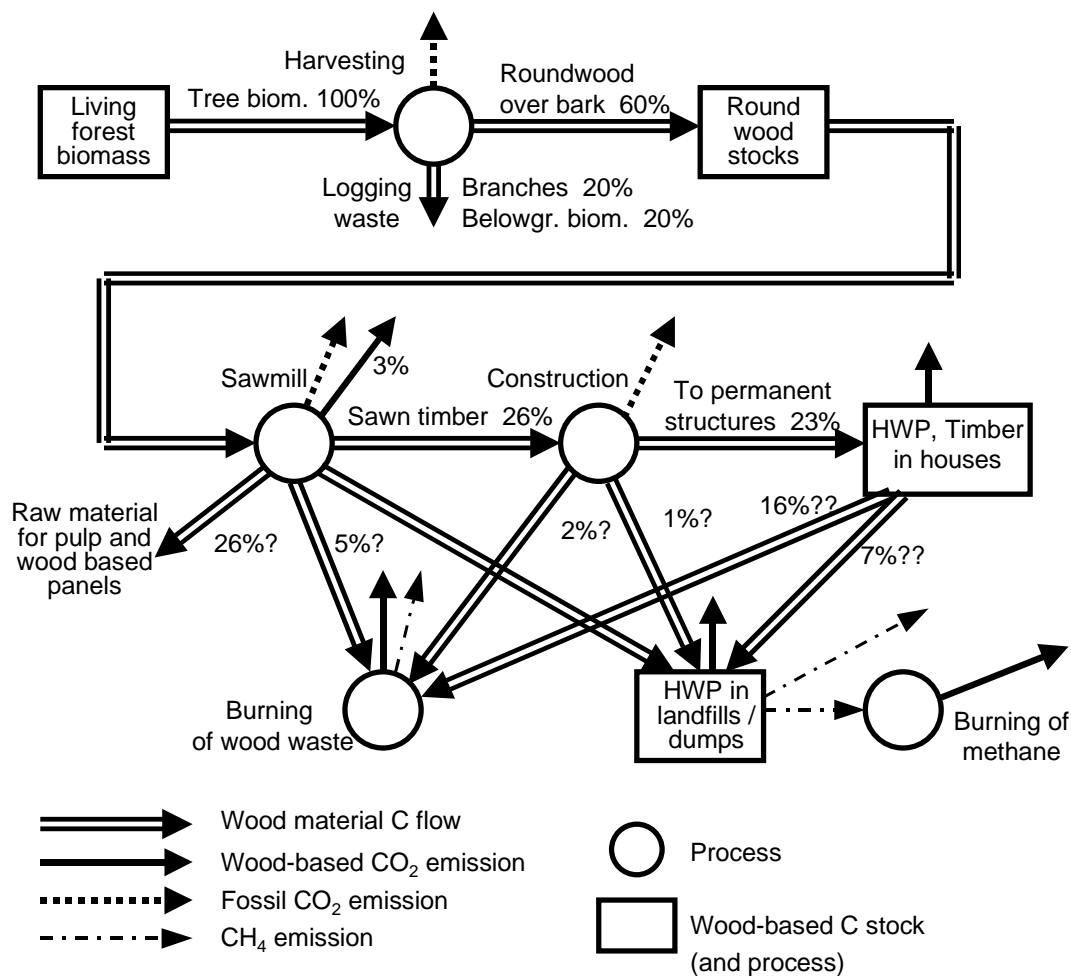 Harvesting
Living
forest
biomass
Tree biom. 100%
Roundwood
over bark 60%
Round
wood
stocks
Logging
waste
Branches 20%
Belowgr. biom. 20%
Sawmill
3%
Sawn timber 26%
Construction
To permanent
structures 23%
HWP, Timber
in houses
Raw material
for pulp and
wood based
panels
26%?
5%?
2%?
1%?
16%??
7%??
Burning
of wood waste
HWP in
landfills /
dumps
Burning of
methane
Wood material C flow
Wood-based CO₂ emission
Fossil CO₂ emission
CH₄ emission
Process
Wood-based C stock
(and process)